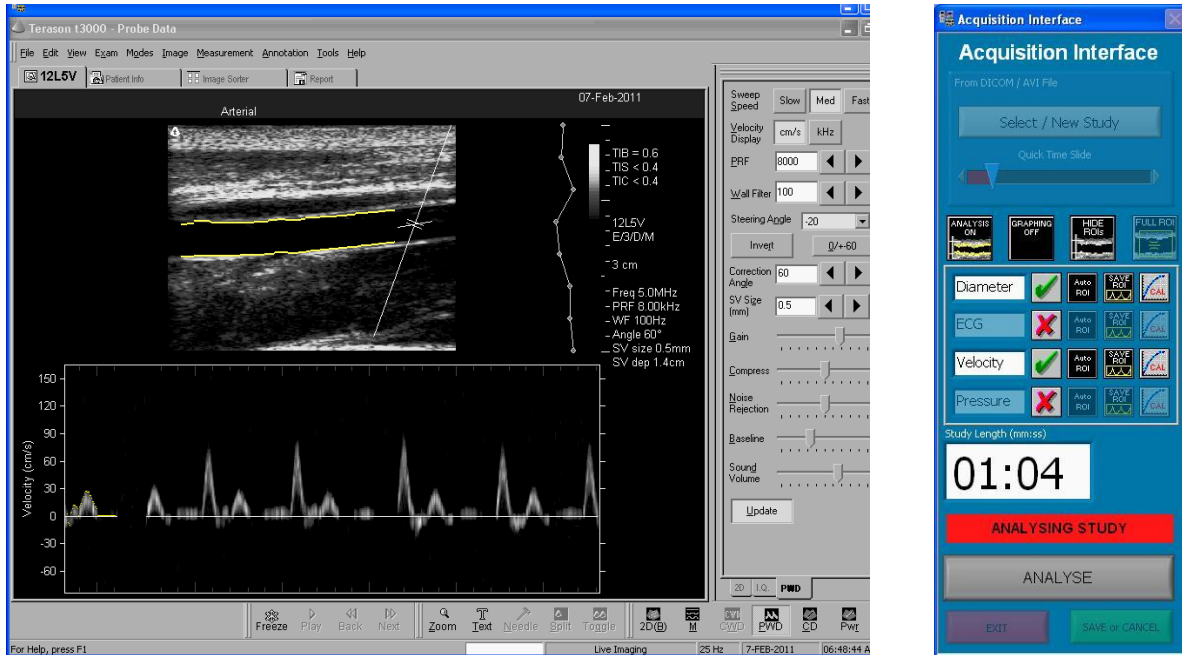 Terason t3000 - Probe Data
File Edit View Exam Modes Image Measurement Annotation Tools Help
12L5V Patient Info Image Sorter Report
07-Feb-2011
Arterial
TIB = 0.6
TIS < 0.4
TIC < 0.4
12L5V
E/3/D/M
3 cm
Freq 5.0MHz
PRF 8.00kHz
WF 100Hz
Angle 60°
SV size 0.5mm
SV dep 1.4cm
Velocity (cm/s)
150
120
90
60
30
0
-30
-60
Sweep Speed Slow Med Fast
Velocity Display cm/s kHz
PRF 8000
Wall Filter 100
Steering Angle -20
Invert 0/+-60
Correction Angle 60
SV Size (mm) 0.5
Gain
Compress
Noise Rejection
Baseline
Sound Volume
Update
2D I.Q. PWD
Freeze Play Back Next Zoom Text Needle Split Toggle 2D(B) M CWD PWD CD Pwr
For Help, press F1
Live Imaging 25 Hz 7-FEB-2011 06:48:44 A
Acquisition Interface
Acquisition Interface
From DICOM / AVI File
Select / New Study
Quick Time Slide
ANALYSIS ON
GRAPHING OFF
HIDE ROIs
FULL ROI
Diameter Auto ROI SAVE ROI CAL
ECG Auto ROI SAVE ROI CAL
Velocity Auto ROI SAVE ROI CAL
Pressure Auto ROI SAVE ROI CAL
Study Length (mm:ss)
01:04
ANALYSING STUDY
ANALYSE
EXIT SAVE or CANCEL